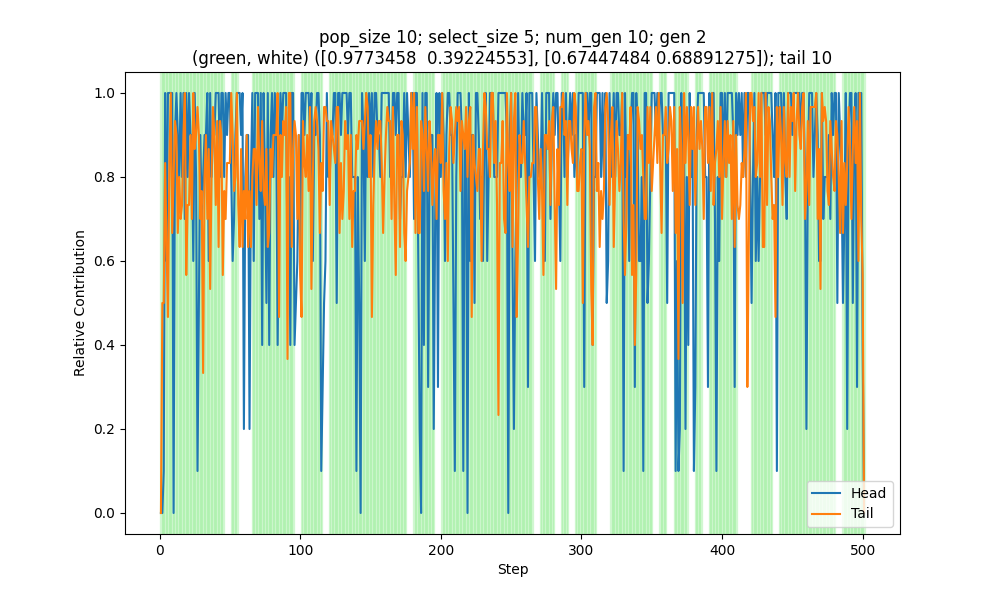 pop_size 10; select_size 5; num_gen 10; gen 2
(green, white) ([0.9773458  0.39224553], [0.67447484 0.68891275]); tail 10
1.0
0.8
0.6
0.4
0.2
0.0
Relative Contribution
0 100 200 300 400 500
Step
Head
Tail